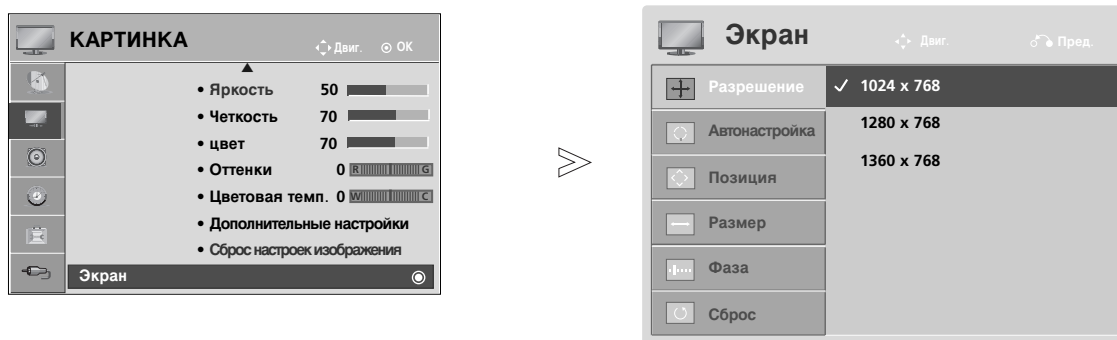 КАРТИНКА
Двиг. ОК
• Яркость 50
• Четкость 70
• цвет 70
• Оттенки 0 R G
• Цветовая темп. 0 W C
• Дополнительные настройки
• Сброс настроек изображения
Экран
Экран
Двиг. Пред.
Разрешение
Автонастройка
Позиция
Размер
Фаза
Сброс
✓ 1024 x 768
1280 x 768
1360 x 768